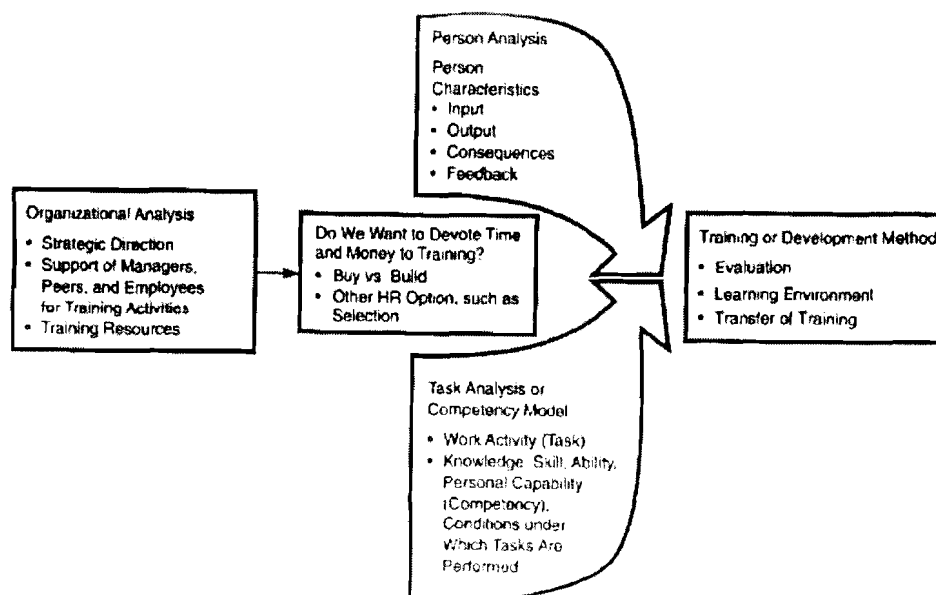 Person Analysis
Person
Characteristics
• Input
• Output
• Consequences
• Feedback
Organizational Analysis
• Strategic Direction
• Support of Managers,
Peers, and Employees
for Training Activities
• Training Resources
Do We Want to Devote Time
and Money to Training?
• Buy vs Build
• Other HR Option, such as
Selection
Training or Development Method
• Evaluation
• Learning Environment
• Transfer of Training
Task Analysis or
Competency Model
• Work Activity (Task)
• Knowledge, Skill, Ability,
Personal Capability
(Competency),
Conditions under
Which Tasks Are
Performed